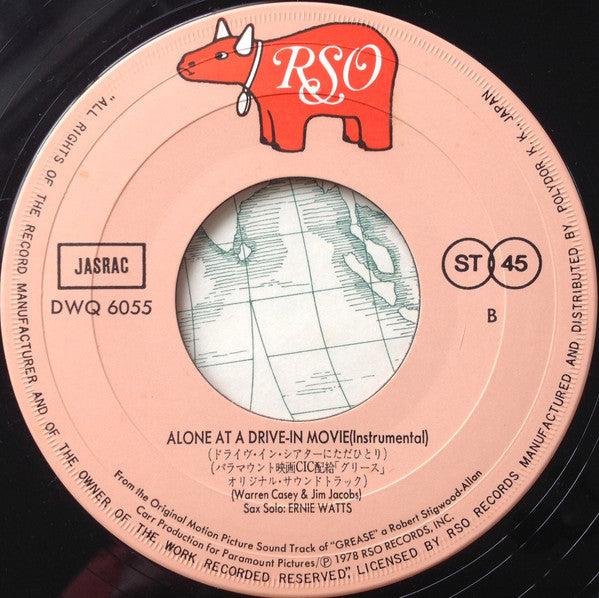 RSO
JASRAC
DWQ 6055
ST 45
B
ALONE AT A DRIVE-IN MOVIE(Instrumental)
(ドライヴ・イン・シアターにただひとり)
(パラマウント映画CIC配給「グリース」
オリジナル・サウンドトラック)
(Warren Casey & Jim Jacobs)
Sax Solo: ERNIE WATTS
From the Original Motion Picture Sound Track of "GREASE" a Robert Stigwood-Allan
Carr Production for Paramount Pictures/Ⓟ 1978 RSO RECORDS, INC.
"ALL RIGHTS OF THE RECORD MANUFACTURER AND OF THE OWNER OF THE WORK RECORDED RESERVED", LICENSED BY RSO RECORDS MANUFACTURED AND DISTRIBUTED BY POLYDOR K. K., JAPAN